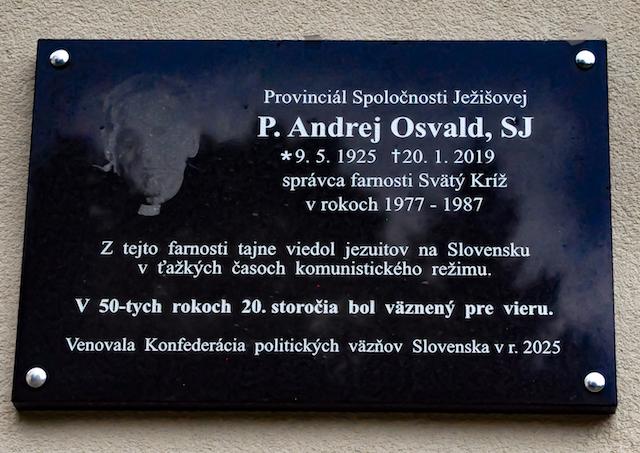 Provinciál Spoločnosti Ježišovej
P. Andrej Osvald, SJ
*9. 5. 1925 †20. 1. 2019
správca farnosti Svätý Kríž
v rokoch 1977 - 1987
Z tejto farnosti tajne viedol jezuitov na Slovensku
v ťažkých časoch komunistického režimu.
V 50-tych rokoch 20. storočia bol väznený pre vieru.
Venovala Konfederácia politických väzňov Slovenska v r. 2025